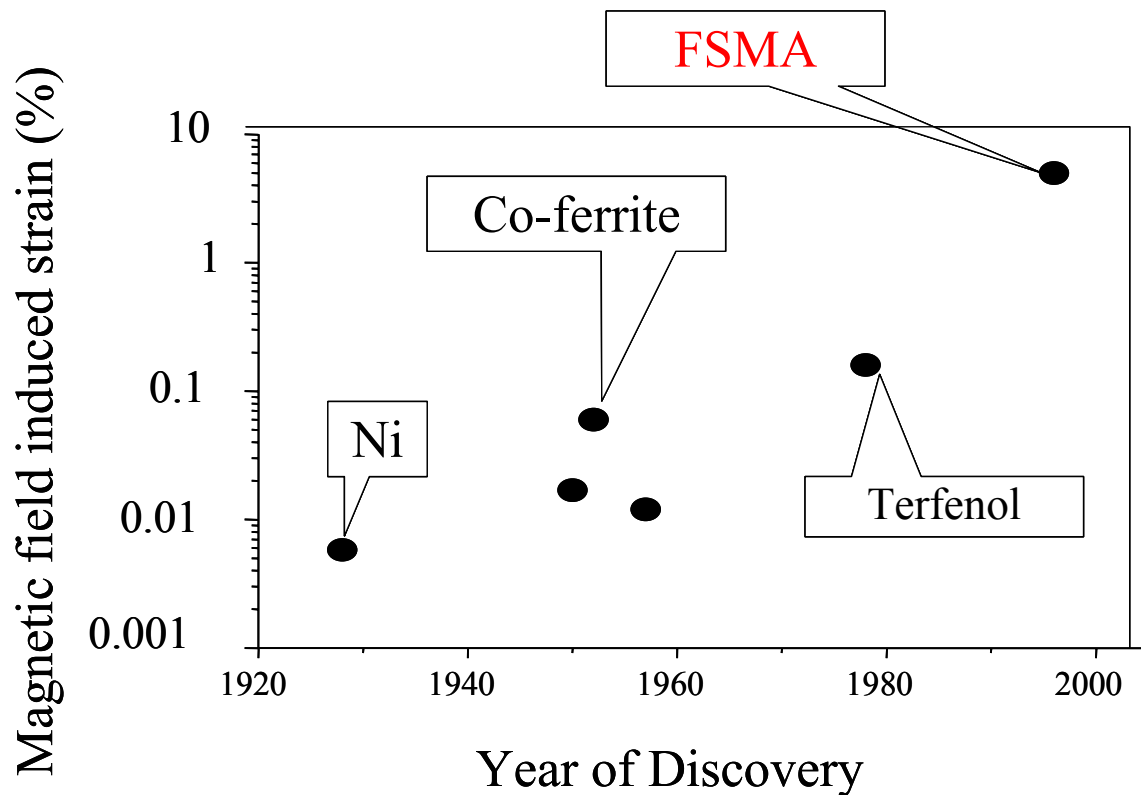 FSMA
Magnetic field induced strain (%)
10
Co-ferrite
1
0.1
Ni
Terfenol
0.01
0.001
1920
1940
1960
1980
2000
Year of Discovery